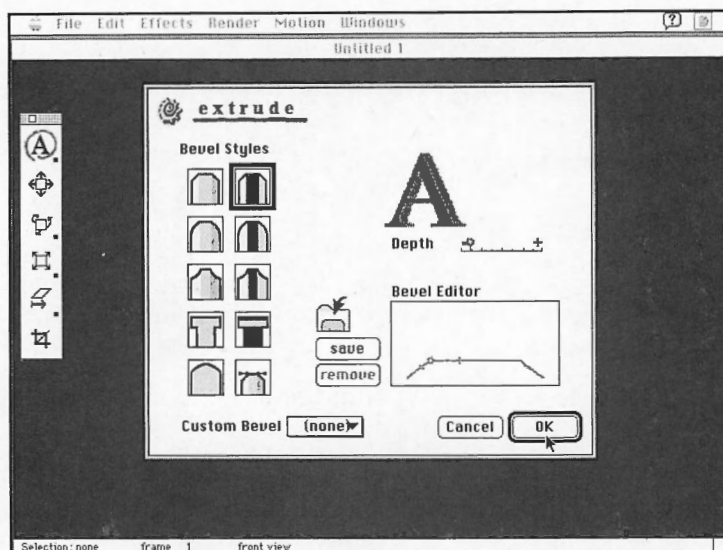 File Edit Effects Render Motion Windows
Untitled 1
A
extrude
Bevel Styles
A
Depth
Bevel Editor
save
remove
Custom Bevel (none)
Cancel OK
Selection: none frame 1 front view